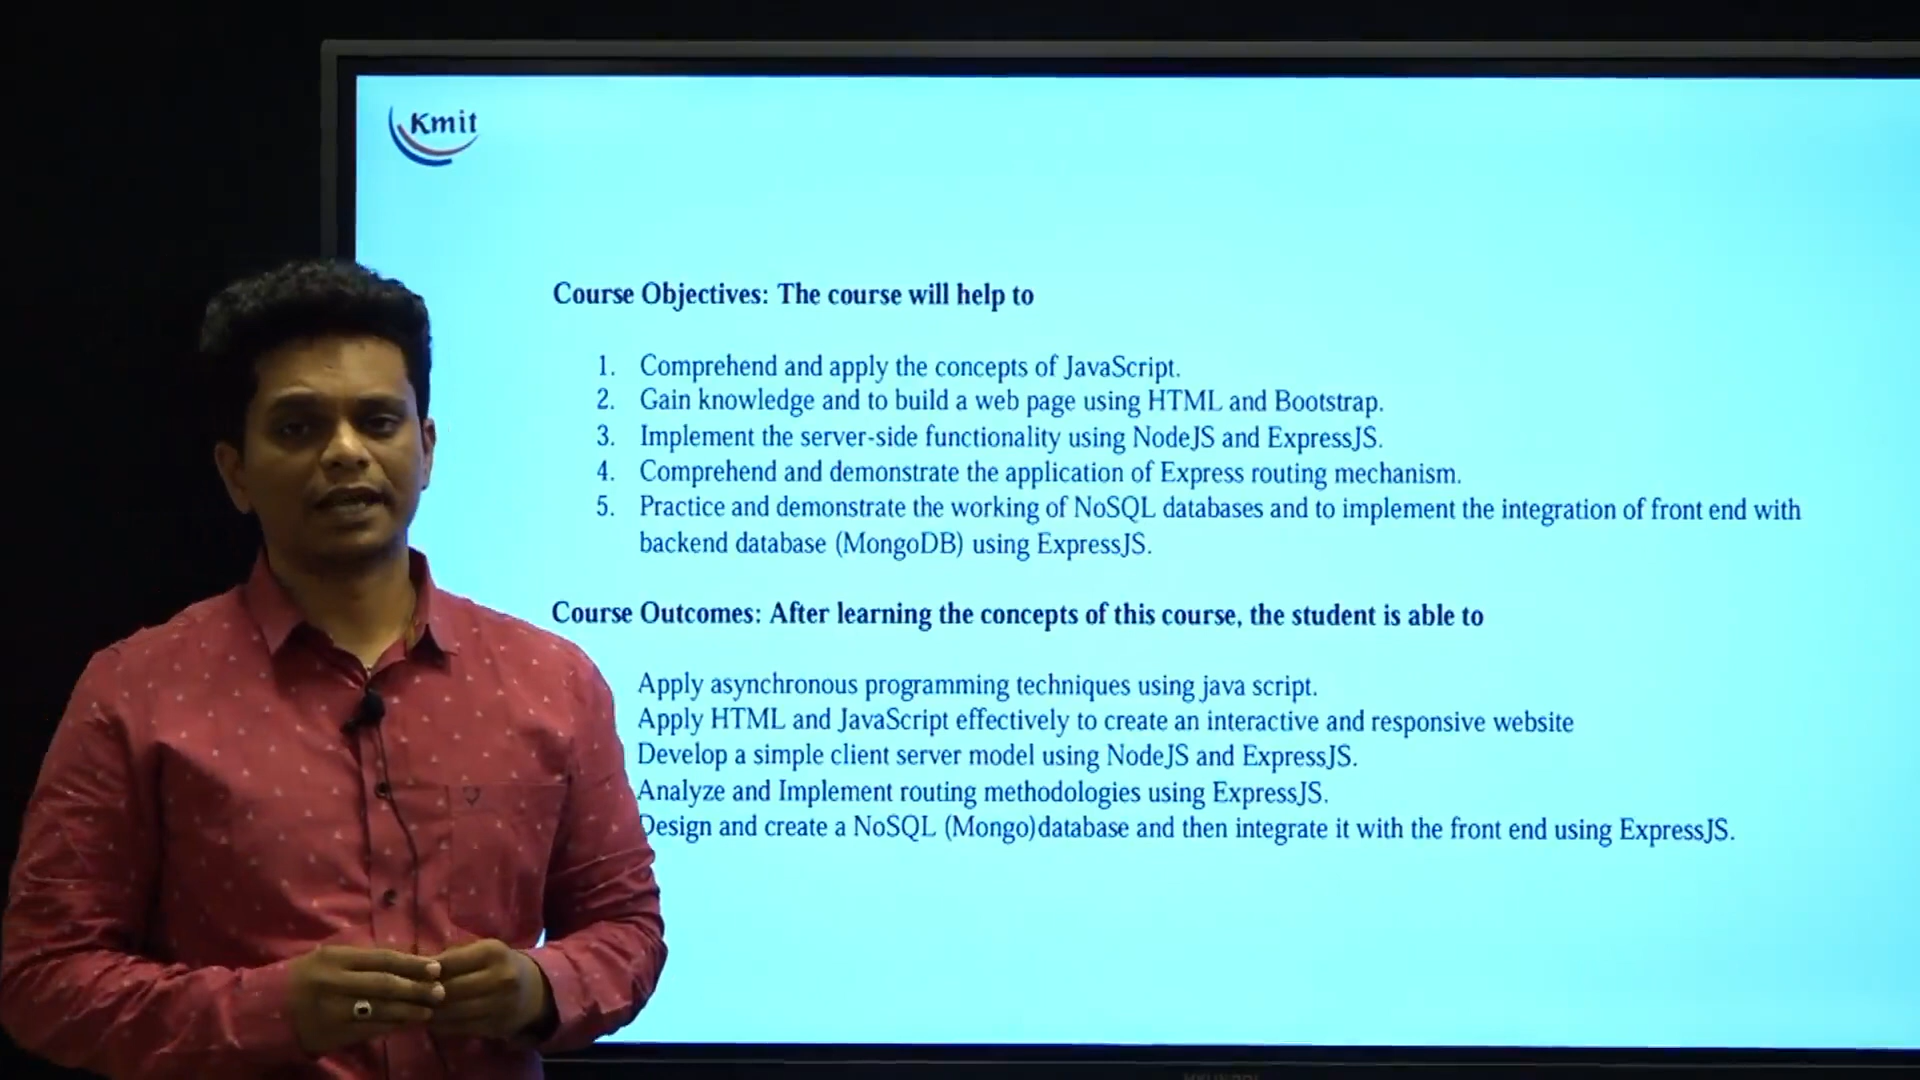 Kmit
Course Objectives: The course will help to
1. Comprehend and apply the concepts of JavaScript.
2. Gain knowledge and to build a web page using HTML and Bootstrap.
3. Implement the server-side functionality using NodeJS and ExpressJS.
4. Comprehend and demonstrate the application of Express routing mechanism.
5. Practice and demonstrate the working of NoSQL databases and to implement the integration of front end with
backend database (MongoDB) using ExpressJS.
Course Outcomes: After learning the concepts of this course, the student is able to
Apply asynchronous programming techniques using java script.
Apply HTML and JavaScript effectively to create an interactive and responsive website
Develop a simple client server model using NodeJS and ExpressJS.
Analyze and Implement routing methodologies using ExpressJS.
Design and create a NoSQL (Mongo)database and then integrate it with the front end using ExpressJS.